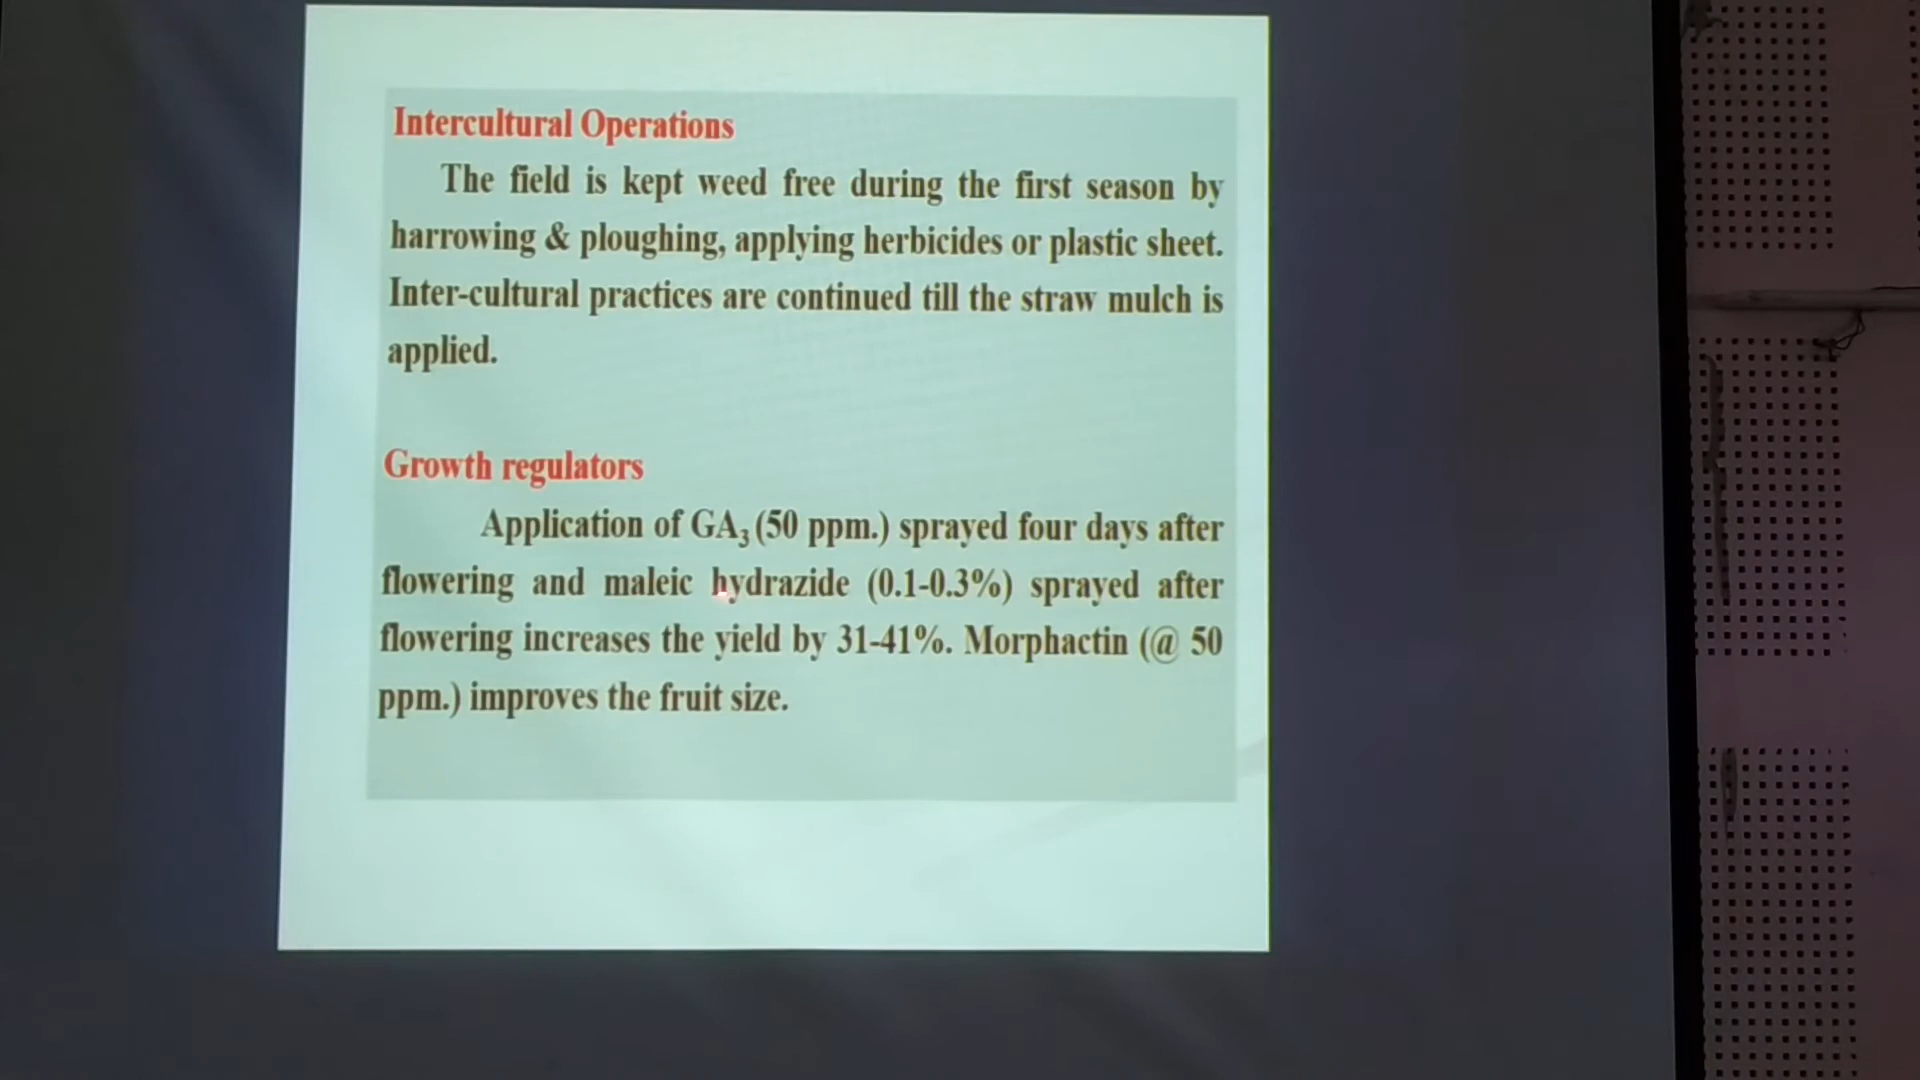 Intercultural Operations
The field is kept weed free during the first season by
harrowing & ploughing, applying herbicides or plastic sheet.
Inter-cultural practices are continued till the straw mulch is
applied.
Growth regulators
Application of GA₃ (50 ppm.) sprayed four days after
flowering and maleic hydrazide (0.1-0.3%) sprayed after
flowering increases the yield by 31-41%. Morphactin (@ 50
ppm.) improves the fruit size.